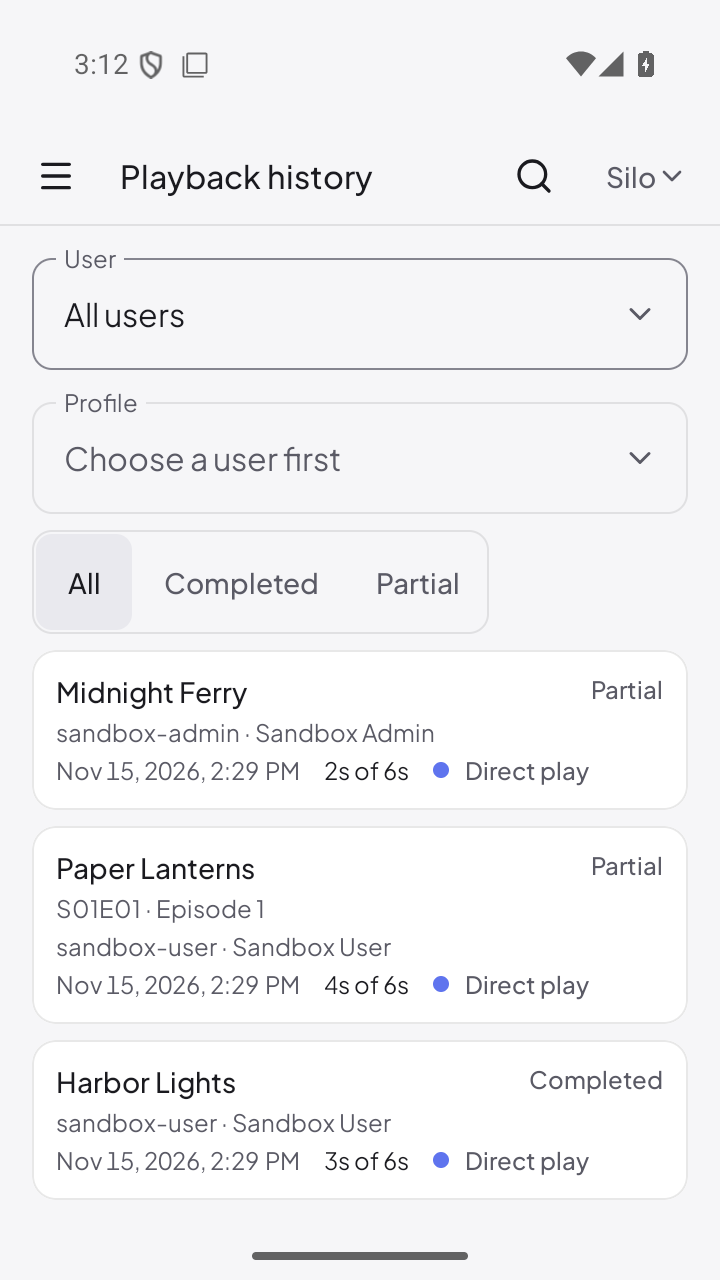 3:12
Playback history
Silo
User
All users
Profile
Choose a user first
All Completed Partial
Midnight Ferry Partial
sandbox-admin · Sandbox Admin
Nov 15, 2026, 2:29 PM 2s of 6s Direct play
Paper Lanterns Partial
S01E01 · Episode 1
sandbox-user · Sandbox User
Nov 15, 2026, 2:29 PM 4s of 6s Direct play
Harbor Lights Completed
sandbox-user · Sandbox User
Nov 15, 2026, 2:29 PM 3s of 6s Direct play